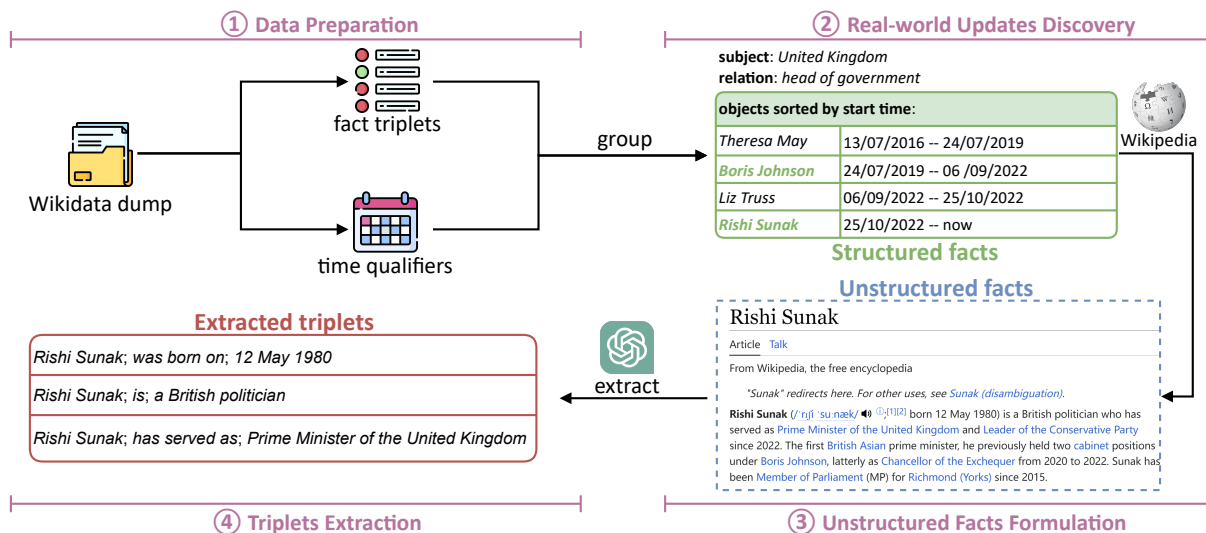 ① Data Preparation
② Real-world Updates Discovery
Wikidata dump
fact triplets
time qualifiers
group
subject: United Kingdom
relation: head of government
objects sorted by start time:
Theresa May 13/07/2016 -- 24/07/2019
Boris Johnson 24/07/2019 -- 06 /09/2022
Liz Truss 06/09/2022 -- 25/10/2022
Rishi Sunak 25/10/2022 -- now
Structured facts
Wikipedia
Unstructured facts
Rishi Sunak
Article Talk
From Wikipedia, the free encyclopedia
"Sunak" redirects here. For other uses, see Sunak (disambiguation).
Rishi Sunak (/ˈrɪʃi ˈsuːnæk/ ;[1][2] born 12 May 1980) is a British politician who has
served as Prime Minister of the United Kingdom and Leader of the Conservative Party
since 2022. The first British Asian prime minister, he previously held two cabinet positions
under Boris Johnson, latterly as Chancellor of the Exchequer from 2020 to 2022. Sunak has
been Member of Parliament (MP) for Richmond (Yorks) since 2015.
extract
Extracted triplets
Rishi Sunak; was born on; 12 May 1980
Rishi Sunak; is; a British politician
Rishi Sunak; has served as; Prime Minister of the United Kingdom
④ Triplets Extraction
③ Unstructured Facts Formulation